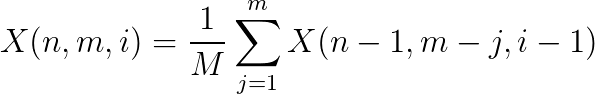 X(n, m, i) = \frac{1}{M} \sum_{j=1}^{m} X(n - 1, m - j, i - 1)